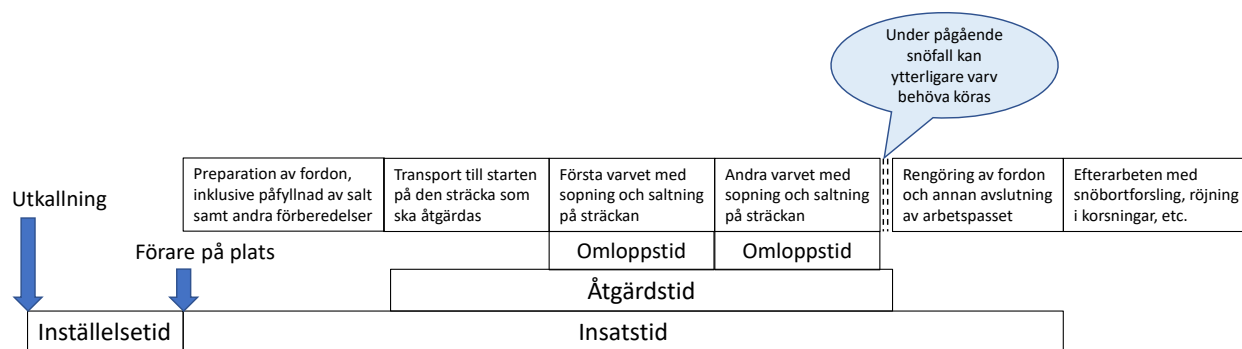 Under pågående
snöfall kan
ytterligare varv
behöva köras
Utkallning
Förare på plats
Preparation av fordon,
inklusive påfyllnad av salt
samt andra förberedelser
Transport till starten
på den sträcka som
ska åtgärdas
Första varvet med
sopning och saltning
på sträckan
Andra varvet med
sopning och saltning
på sträckan
Rengöring av fordon
och annan avslutning
av arbetspasset
Efterarbeten med
snöbortforsling, röjning
i korsningar, etc.
Omloppstid
Omloppstid
Åtgärdstid
Inställelsetid
Insatstid